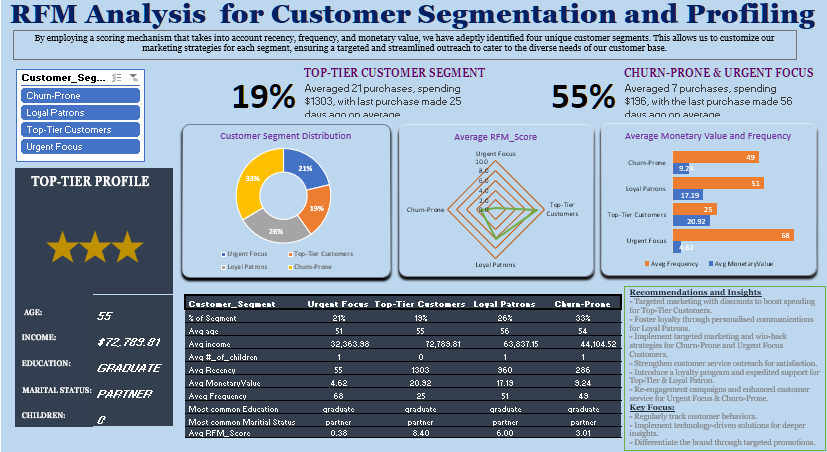 RFM Analysis for Customer Segmentation and Profiling
By employing a scoring mechanism that takes into account recency, frequency, and monetary value, we have adeptly identified four unique customer segments. This allows us to customize our
marketing strategies for each segment, ensuring a targeted and streamlined outreach to cater to the diverse needs of our customer base.
Customer_Seg...
Churn-Prone
Loyal Patrons
Top-Tier Customers
Urgent Focus
19%
TOP-TIER CUSTOMER SEGMENT
Averaged 21 purchases, spending
$1303, with last purchase made 25
days ago on average
55%
CHURN-PRONE & URGENT FOCUS
Averaged 7 purchases, spending
$196, with the last purchase made 56
days ago on average
TOP-TIER PROFILE
AGE: 55
INCOME: $72,789.81
EDUCATION: GRADUATE
MARITAL STATUS: PARTNER
CHILDREN: 0
Customer Segment Distribution
21%
19%
26%
33%
Urgent Focus Top-Tier Customers
Loyal Patrons Churn-Prone
Average RFM_Score
Urgent Focus
10.0
8.0
6.0
4.0
2.0
0.0
Top-Tier
Customers
Loyal Patrons
Churn-Prone
Average Monetary Value and Frequency
Churn-Prone 49
9.24
Loyal Patrons 51
17.19
Top-Tier Customers 25
20.92
Urgent Focus 68
4.62
Aveg Frequency Avg MonetaryValue
Customer_Segment Urgent Focus Top-Tier Customers Loyal Patrons Churn-Prone
% of Segment 21% 19% 26% 33%
Avg age 51 55 56 54
Avg income 32,363.98 72,789.81 63,837.15 44,104.52
Avg #_of_children 1 0 1 1
Avg Recency 55 1303 960 286
Avg MonetaryValue 4.62 20.92 17.19 9.24
Aveg Frequency 68 25 51 49
Most common Education graduate graduate graduate graduate
Most common Maritial Status partner partner partner partner
Avg RFM_Score 0.38 8.40 6.00 3.01
Recommendations and Insights
- Targeted marketing with discounts to boost spending
for Top-Tier Customers.
- Foster loyalty through personalised communications
for Loyal Patrons.
- Implement targeted marketing and win-back
strategies for Churn-Prone and Urgent Focus
Customers.
- Strengthen customer service outreach for satisfaction.
- Introduce a loyalty program and expedited support for
Top-Tier & Loyal Patron.
- Re-engagement campaigns and enhanced customer
service for Urgent Focus & Churn-Prone.
Key Focus:
- Regularly track customer behaviors.
- Implement technology-driven solutions for deeper
insights.
- Differentiate the brand through targeted promotions.